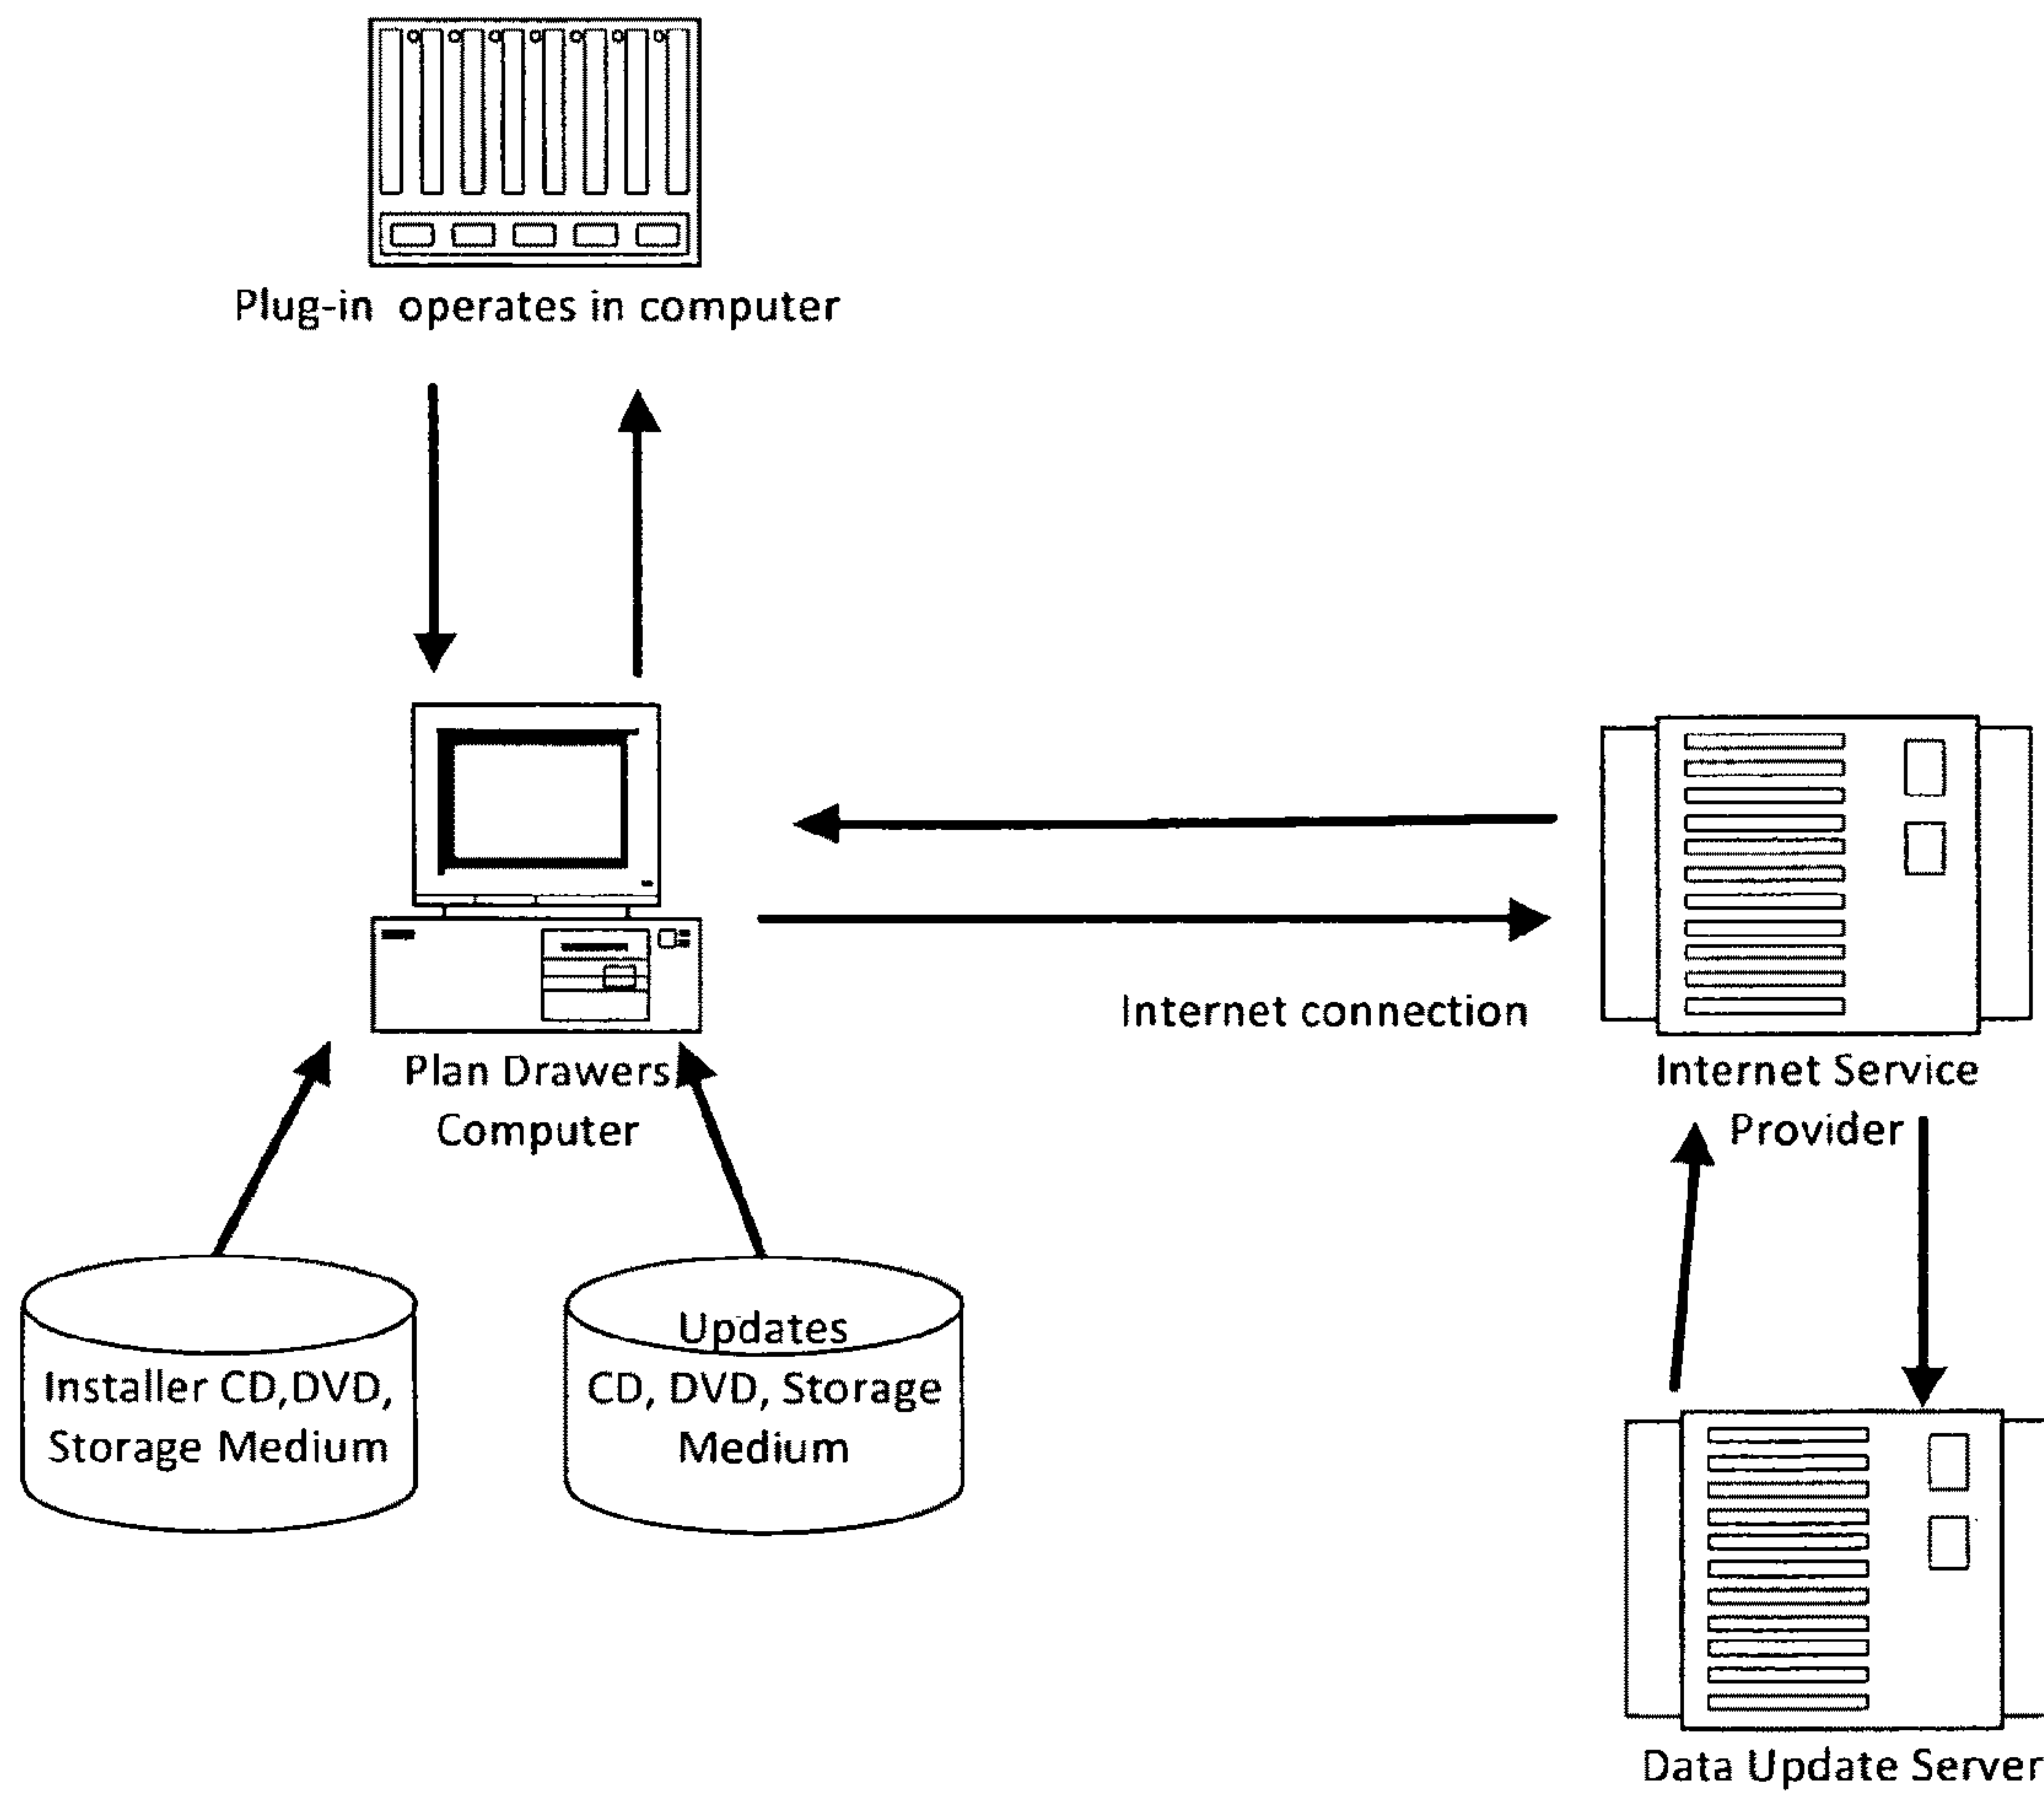 Plug-in operates in computer
Internet connection
Plan Drawers
Computer
Internet Service
Provider
Updates
Installer CD,DVD,
Storage Medium
CD, DVD, Storage
Medium
Data Update Server